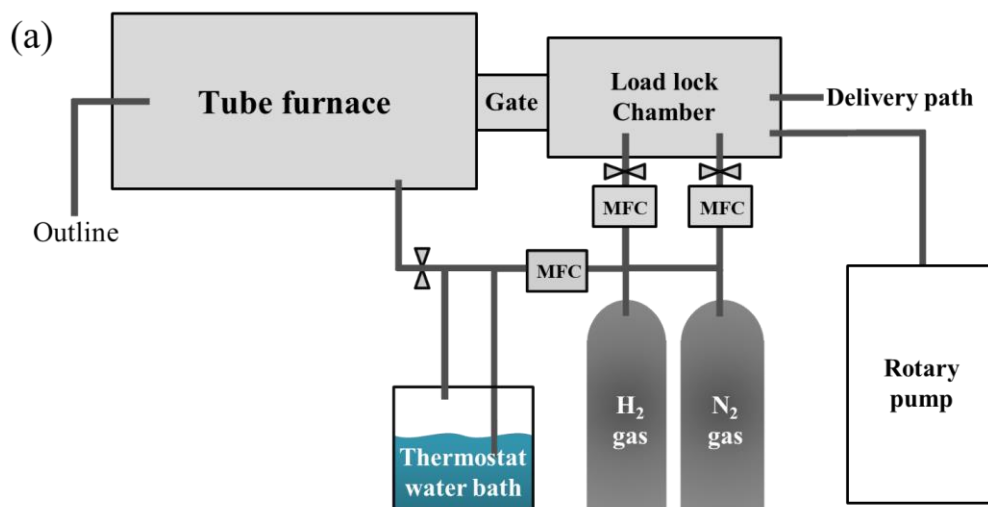 (a)
Tube furnace
Gate
Load lock
Chamber
Delivery path
Outline
MFC
MFC
MFC
Thermostat
water bath
H₂
gas
N₂
gas
Rotary
pump